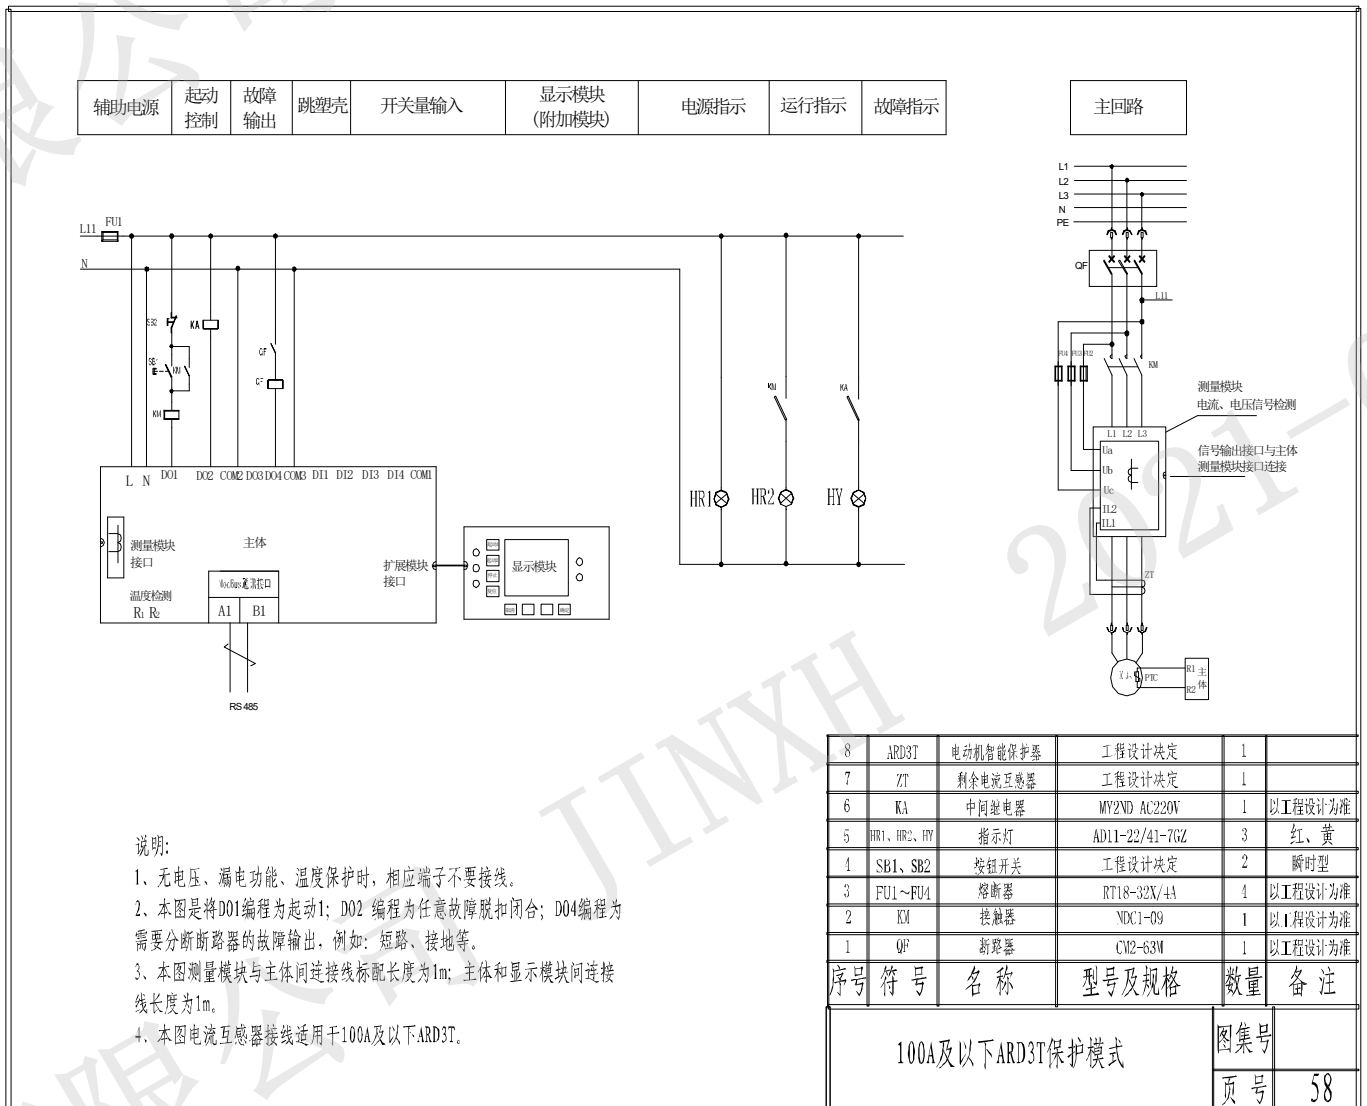 辅助电源
起动
控制
故障
输出
跳塑壳
开关量输入
显示模块
(附加模块)
电源指示
运行指示
故障指示
主回路
L1
L2
L3
N
PE
QF
L11
L11
FU1
N
SB2
SB1
KM
KM
KA
QF
QF
KM
KA
HR1
HR2
HY
FU4 FU3 FU2
KM
测量模块
电流、电压信号检测
信号输出接口与主体
测量模块接口连接
L1 L2 L3
Ua
Ub
Uc
IL2
IL1
ZT
PTC
R1
R2
主
体
L N DO1 DO2 COM2 DO3 DO4 COM3 DI1 DI2 DI3 DI4 COM1
测量模块
接口
主体
温度检测
R1 R2
Modbus通讯接口
A1 B1
RS485
扩展模块
接口
显示模块
说明:
1、无电压、漏电功能、温度保护时，相应端子不要接线。
2、本图是将DO1编程为起动1; DO2 编程为任意故障脱扣闭合; DO4编程为
需要分断断路器的故障输出，例如: 短路、接地等。
3、本图测量模块与主体间连接线标配长度为1m; 主体和显示模块间连接
线长度为1m。
4、本图电流互感器接线适用于100A及以下ARD3T。
8 ARD3T 电动机智能保护器 工程设计决定 1
7 ZT 剩余电流互感器 工程设计决定 1
6 KA 中间继电器 MY2ND AC220V 1 以工程设计为准
5 HR1、HR2、HY 指示灯 AD11-22/41-7GZ 3 红、黄
4 SB1、SB2 按钮开关 工程设计决定 2 瞬时型
3 FU1～FU4 熔断器 RT18-32X/4A 4 以工程设计为准
2 KM 接触器 NDC1-09 1 以工程设计为准
1 QF 断路器 CM2-63M 1 以工程设计为准
序号 符 号 名 称 型号及规格 数量 备 注
100A及以下ARD3T保护模式
图集号
页 号 58
限公司
JINXH
2021-0
有限公司